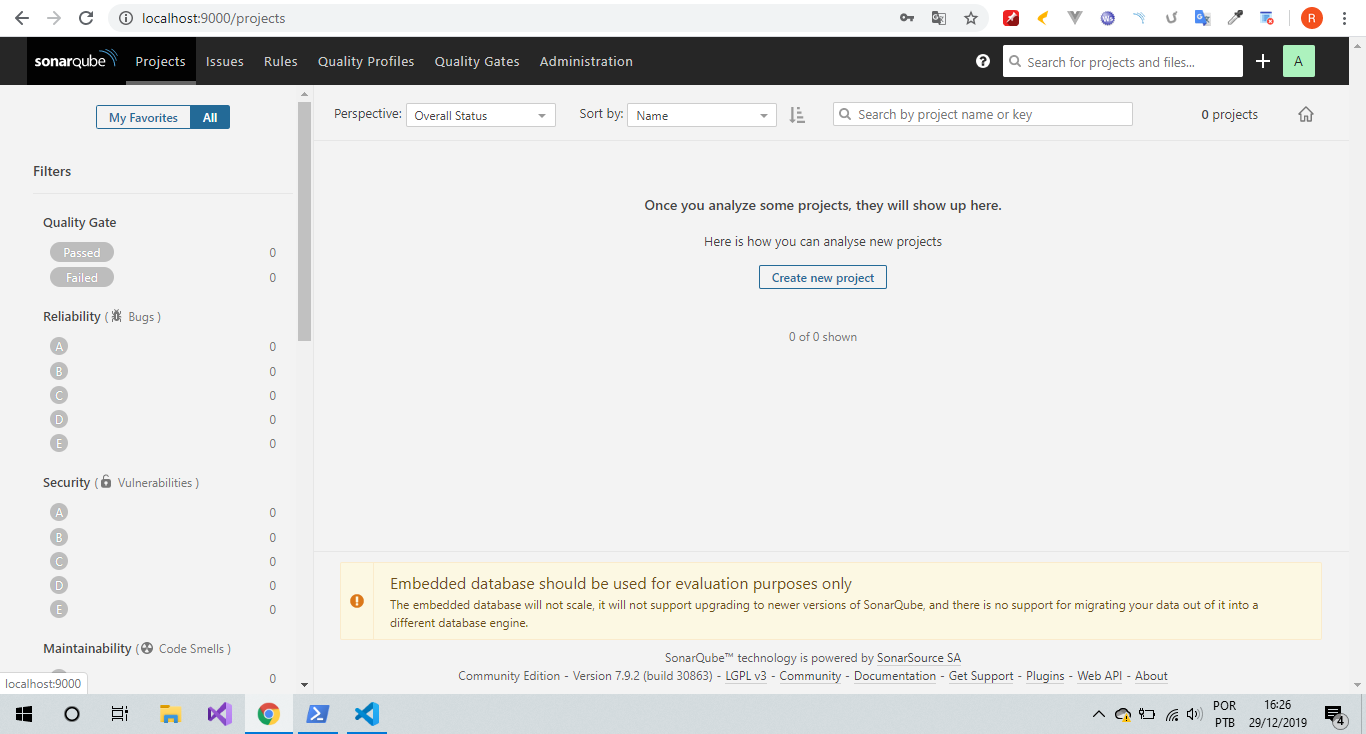 localhost:9000/projects
R
sonarqube Projects Issues Rules Quality Profiles Quality Gates Administration
? Search for projects and files... A
My Favorites All
Filters
Quality Gate
Passed 0
Failed 0
Reliability ( Bugs )
A 0
B 0
C 0
D 0
E 0
Security ( Vulnerabilities )
A 0
B 0
C 0
D 0
E 0
Maintainability ( Code Smells )
0
Perspective: Overall Status Sort by: Name Search by project name or key 0 projects
Once you analyze some projects, they will show up here.
Here is how you can analyse new projects
Create new project
0 of 0 shown
Embedded database should be used for evaluation purposes only
The embedded database will not scale, it will not support upgrading to newer versions of SonarQube, and there is no support for migrating your data out of it into a
different database engine.
SonarQube™ technology is powered by SonarSource SA
Community Edition - Version 7.9.2 (build 30863) - LGPL v3 - Community - Documentation - Get Support - Plugins - Web API - About
localhost:9000
POR
PTB
16:26
29/12/2019
4